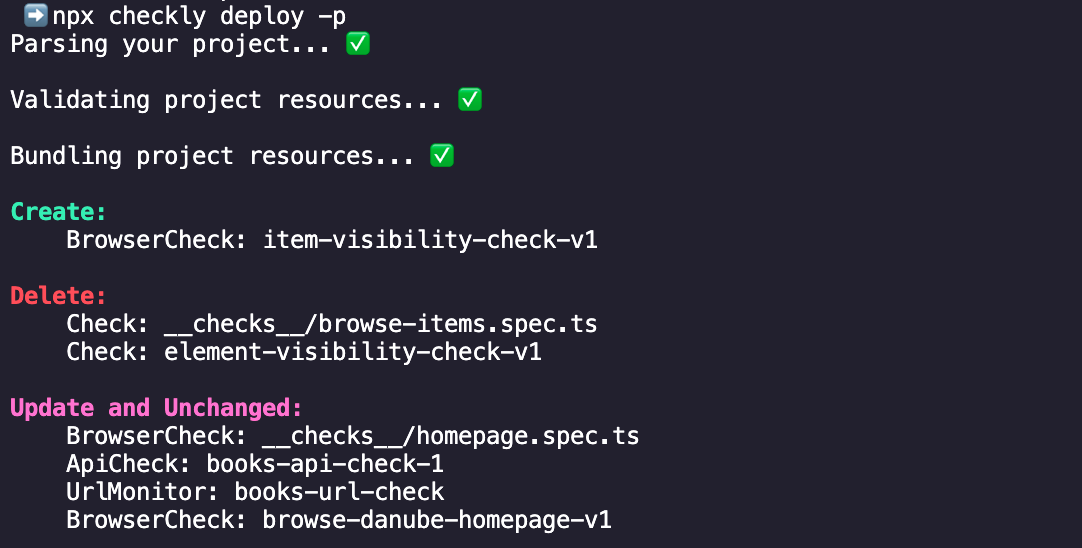 ➡️npx checkly deploy -p
Parsing your project... ✅
Validating project resources... ✅
Bundling project resources... ✅
Create:
BrowserCheck: item-visibility-check-v1
Delete:
Check: __checks__/browse-items.spec.ts
Check: element-visibility-check-v1
Update and Unchanged:
BrowserCheck: __checks__/homepage.spec.ts
ApiCheck: books-api-check-1
UrlMonitor: books-url-check
BrowserCheck: browse-danube-homepage-v1